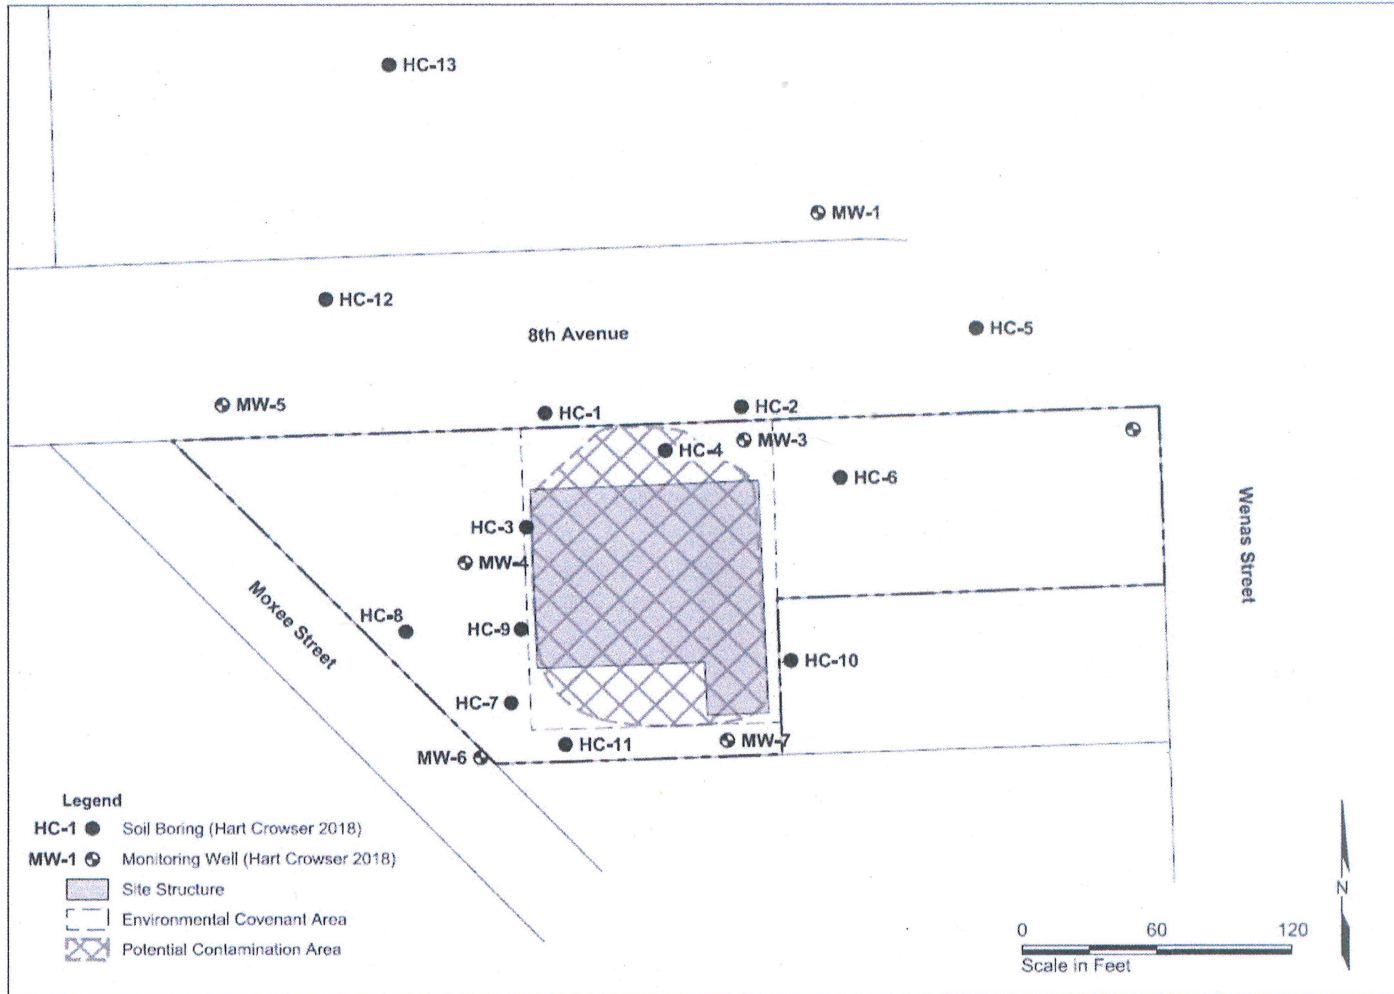 HC-13
MW-1
HC-12
8th Avenue
HC-5
MW-5
HC-1
HC-2
MW-3
HC-4
HC-6
HC-3
MW-4
Wenas Street
Moxee Street
HC-8
HC-9
HC-10
HC-7
HC-11
MW-7
MW-6
Legend
HC-1 Soil Boring (Hart Crowser 2018)
MW-1 Monitoring Well (Hart Crowser 2018)
Site Structure
Environmental Covenant Area
Potential Contamination Area
N
0 60 120
Scale in Feet